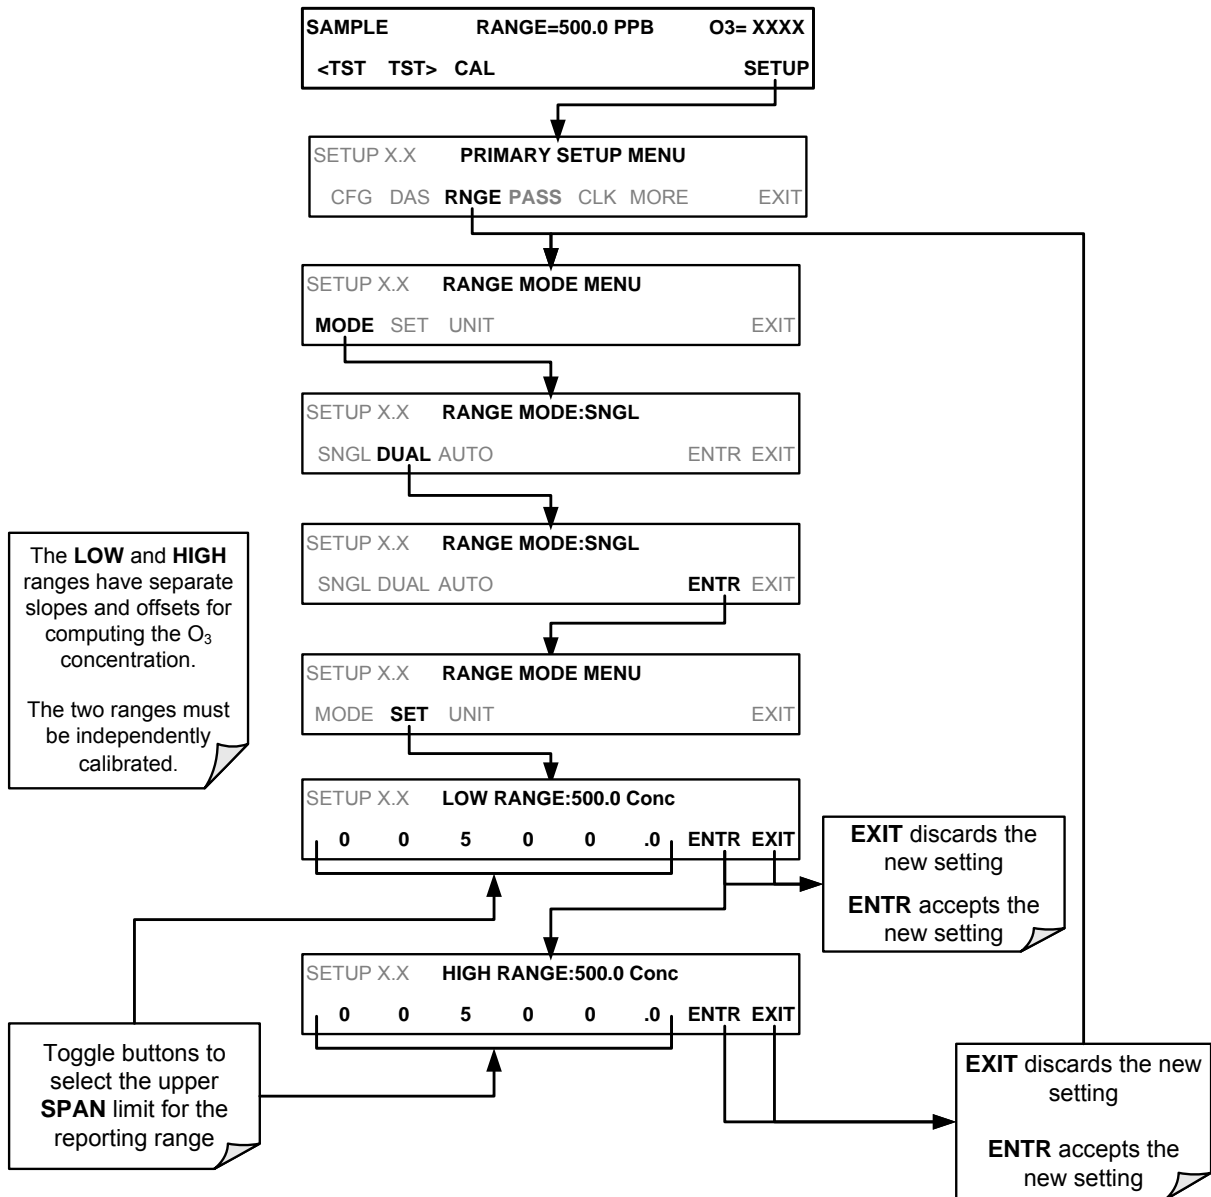 SAMPLE RANGE=500.0 PPB O3= XXXX
<TST TST> CAL SETUP
SETUP X.X PRIMARY SETUP MENU
CFG DAS RNGE PASS CLK MORE EXIT
SETUP X.X RANGE MODE MENU
MODE SET UNIT EXIT
SETUP X.X RANGE MODE:SNGL
SNGL DUAL AUTO ENTR EXIT
SETUP X.X RANGE MODE:SNGL
SNGL DUAL AUTO ENTR EXIT
The LOW and HIGH
ranges have separate
slopes and offsets for
computing the O₃
concentration.
The two ranges must
be independently
calibrated.
SETUP X.X RANGE MODE MENU
MODE SET UNIT EXIT
SETUP X.X LOW RANGE:500.0 Conc
0 0 5 0 0 .0 ENTR EXIT
EXIT discards the
new setting
ENTR accepts the
new setting
SETUP X.X HIGH RANGE:500.0 Conc
0 0 5 0 0 .0 ENTR EXIT
Toggle buttons to
select the upper
SPAN limit for the
reporting range
EXIT discards the new
setting
ENTR accepts the
new setting